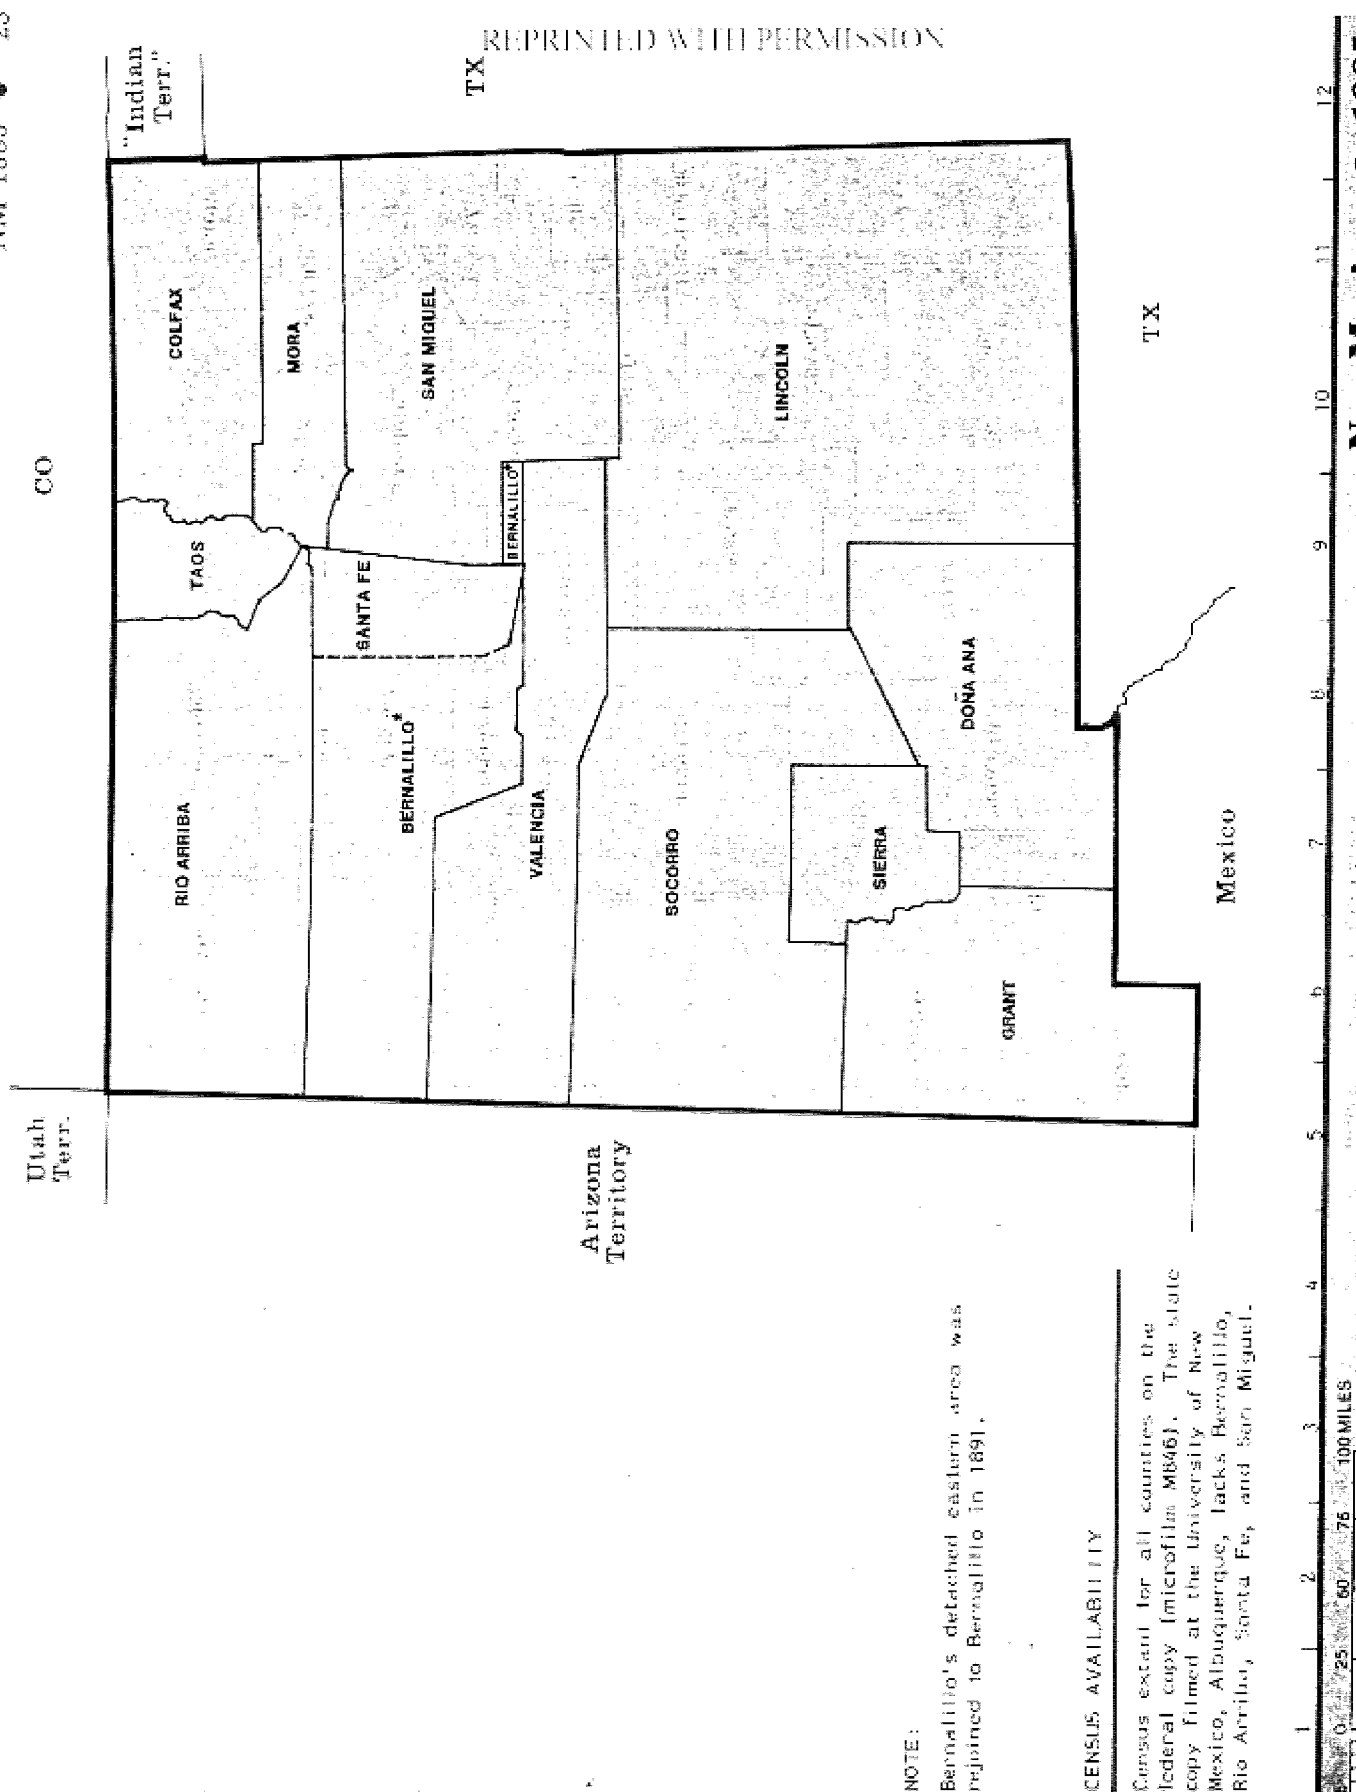 REPRINTED WITH PERMISSION
Utah
Terr.
CO
"Indian
Terr."
TX
RIO ARRIBA
TAOS
COLFAX
MORA
SANTA FE
SAN MIQUEL
BERNALILLO*
BERNALILLO*
VALENCIA
Arizona
Territory
SOCORRO
LINCOLN
SIERRA
DOÑA ANA
GRANT
TX
Mexico
NOTE:
Bernalillo's detached eastern area was
rejoined to Bernalillo in 1891.
CENSUS AVAILABILITY
Census extant for all counties on the
federal copy (microfilm M846). The state
copy filmed at the University of New
Mexico, Albuquerque, lacks Bernalillo,
Rio Arriba, Santa Fe, and San Miguel.
1 2 3 4 5 6 7 8 9 10 11 12
0 25 50 75 100 MILES